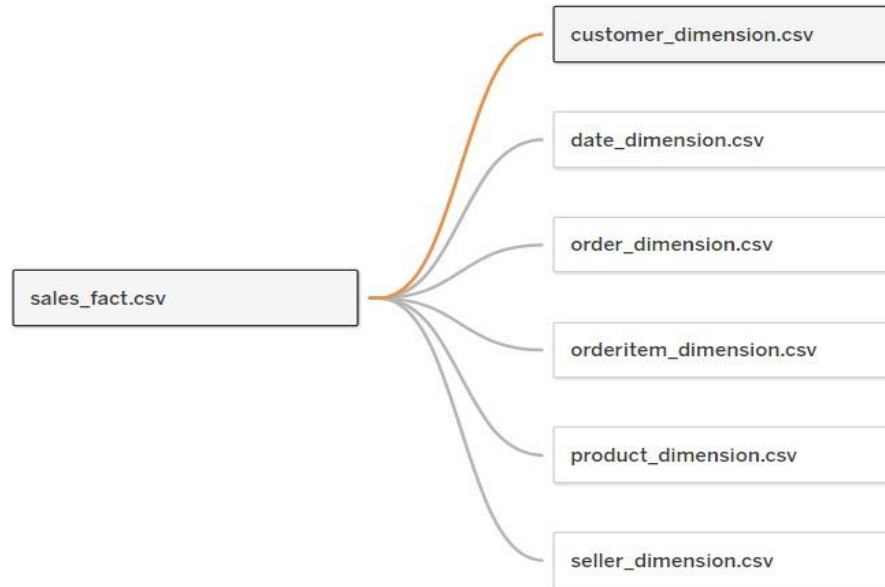 customer_dimension.csv
date_dimension.csv
order_dimension.csv
sales_fact.csv
orderitem_dimension.csv
product_dimension.csv
seller_dimension.csv